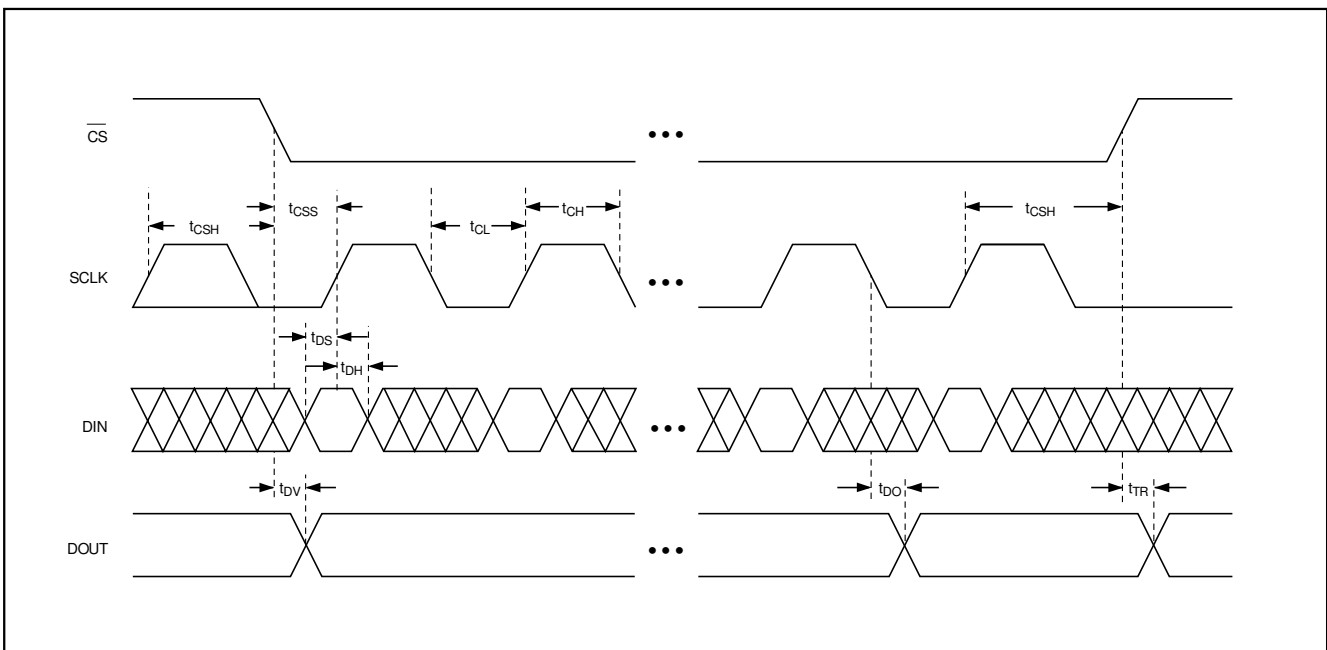 CS
tCSS
tCH
tCSH
tCL
tCSH
SCLK
tDS
tDH
DIN
tDV
tDO
tTR
DOUT